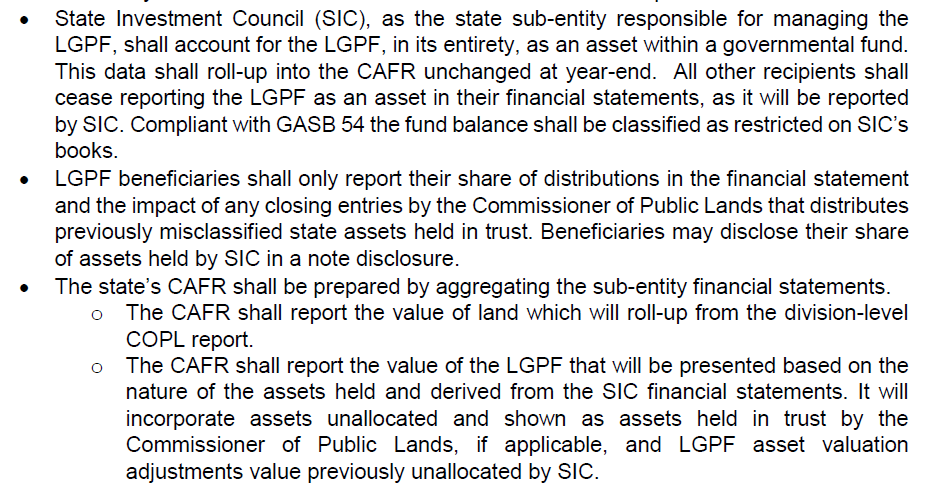 • State Investment Council (SIC), as the state sub-entity responsible for managing the
LGPF, shall account for the LGPF, in its entirety, as an asset within a governmental fund.
This data shall roll-up into the CAFR unchanged at year-end.  All other recipients shall
cease reporting the LGPF as an asset in their financial statements, as it will be reported
by SIC. Compliant with GASB 54 the fund balance shall be classified as restricted on SIC's
books.
• LGPF beneficiaries shall only report their share of distributions in the financial statement
and the impact of any closing entries by the Commissioner of Public Lands that distributes
previously misclassified state assets held in trust. Beneficiaries may disclose their share
of assets held by SIC in a note disclosure.
• The state's CAFR shall be prepared by aggregating the sub-entity financial statements.
o The CAFR shall report the value of land which will roll-up from the division-level
COPL report.
o The CAFR shall report the value of the LGPF that will be presented based on the
nature of the assets held and derived from the SIC financial statements. It will
incorporate assets unallocated and shown as assets held in trust by the
Commissioner of Public Lands, if applicable, and LGPF asset valuation
adjustments value previously unallocated by SIC.